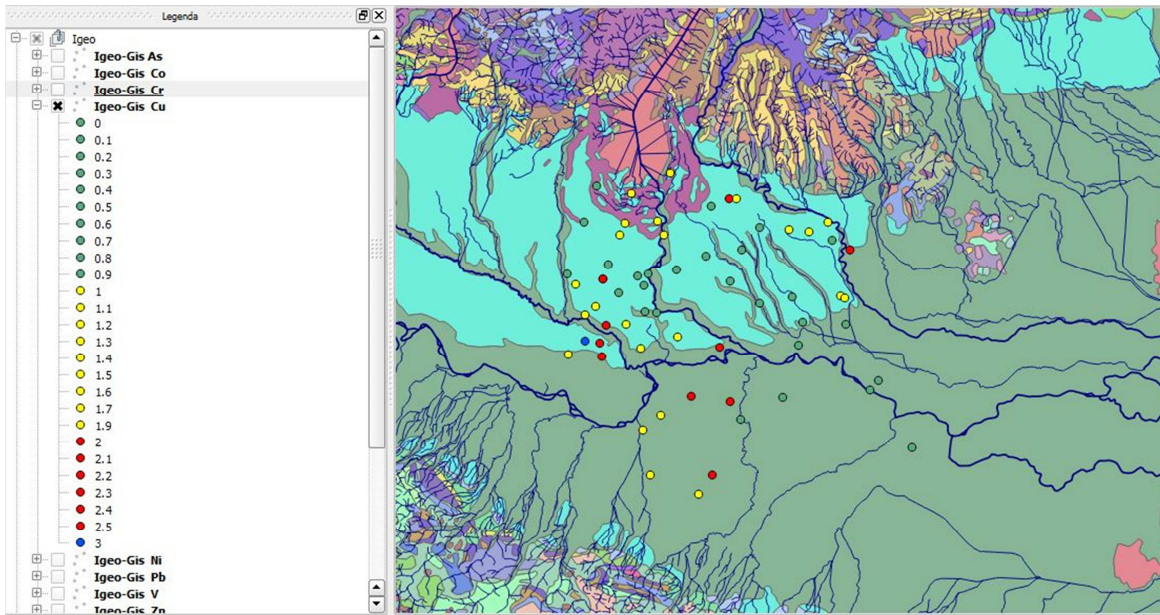 Legenda
Igeo
Igeo-Gis As
Igeo-Gis Co
Igeo-Gis Cr
Igeo-Gis Cu
0
0.1
0.2
0.3
0.4
0.5
0.6
0.7
0.8
0.9
1
1.1
1.2
1.3
1.4
1.5
1.6
1.7
1.9
2
2.1
2.2
2.3
2.4
2.5
3
Igeo-Gis Ni
Igeo-Gis Pb
Igeo-Gis V
Igeo-Gis Zn